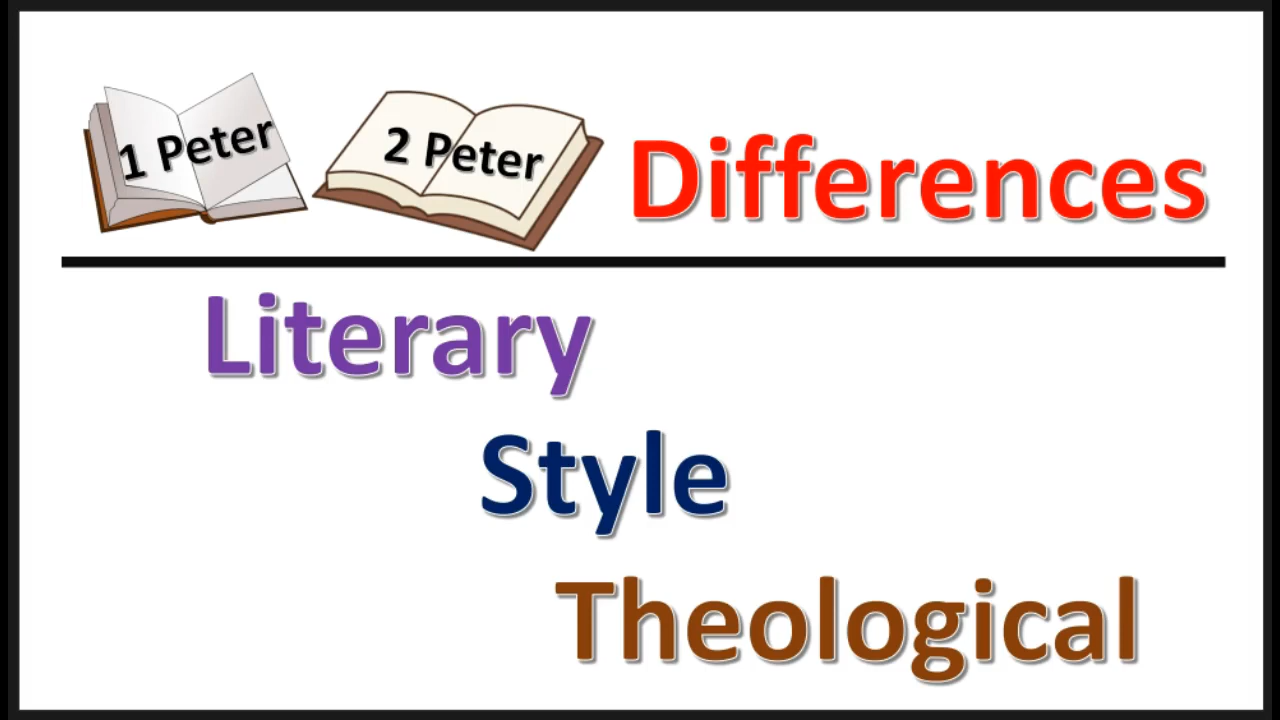 1 Peter
2 Peter
Differences
Literary
Style
Theological